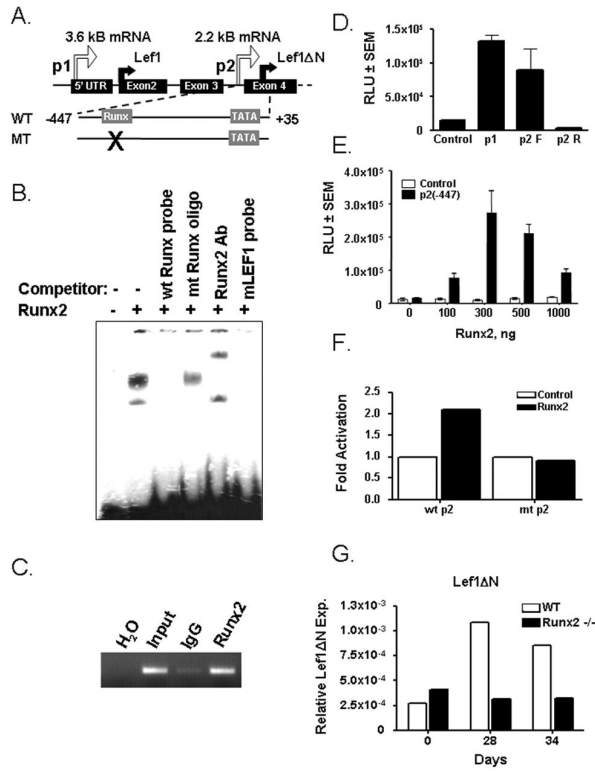 A.
3.6 kB mRNA
2.2 kB mRNA
p1
Lef1
p2
Lef1ΔN
5' UTR
Exon2
Exon 3
Exon 4
WT
-447
Runx
TATA
+35
MT
X
TATA
B.
wt Runx probe
mt Runx oligo
Runx2 Ab
mLEF1 probe
Competitor: - -
Runx2 - + + + + +
C.
H2O
Input
IgG
Runx2
D.
RLU ± SEM
1.5x10⁵
1.0x10⁵
5.0x10⁴
0
Control
p1
p2 F
p2 R
E.
Control
p2(-447)
RLU ± SEM
4.0x10⁵
3.0x10⁵
2.0x10⁵
1.0x10⁵
0
0
100
300
500
1000
Runx2, ng
F.
Control
Runx2
Fold Activation
2.5
2.0
1.5
1.0
0.5
0.0
wt p2
mt p2
G.
Lef1ΔN
WT
Runx2 -/-
Relative Lef1ΔN Exp.
1.0x10⁻³
7.5x10⁻⁴
5.0x10⁻⁴
2.5x10⁻⁴
0
0
28
34
Days